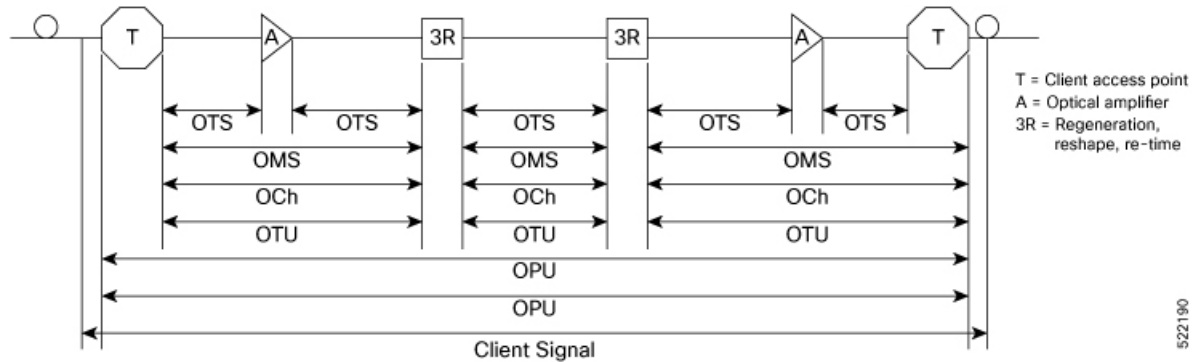 T A 3R 3R A T
T = Client access point
A = Optical amplifier
3R = Regeneration,
reshape, re-time
OTS OTS OTS OTS OTS
OMS OMS OMS
OCh OCh OCh
OTU OTU OTU
OPU
OPU
Client Signal
522190